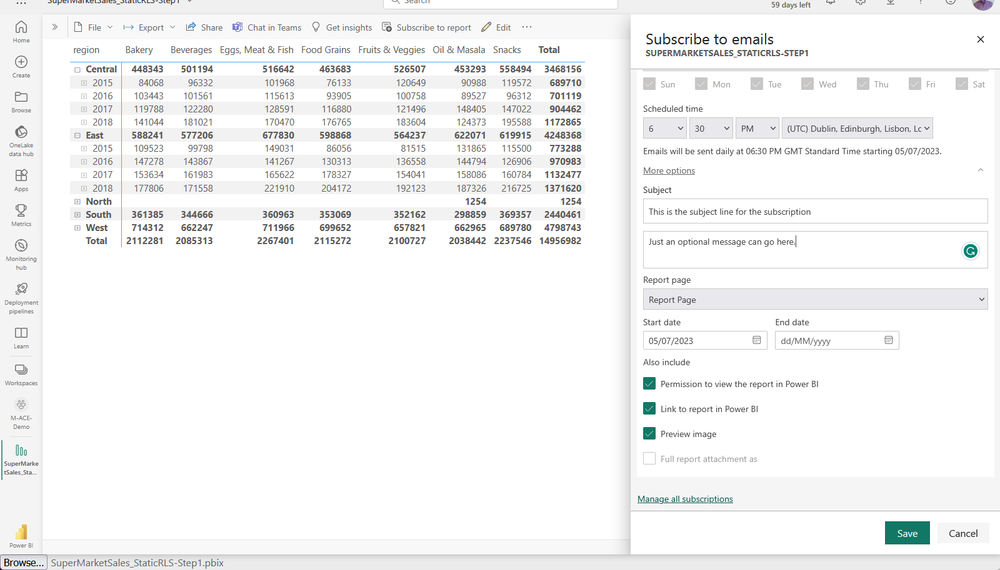 SuperMarketSales_StaticRLS-Step1
Search
59 days left
Home
Create
Browse
OneLake
data hub
Apps
Metrics
Monitoring
hub
Deployment
pipelines
Learn
Workspaces
M-ACE-
Demo
SuperMarke
tSales_Sta...
Power BI
File Export Share Chat in Teams Get insights Subscribe to report Edit ...
region Bakery Beverages Eggs, Meat & Fish Food Grains Fruits & Veggies Oil & Masala Snacks Total
Central 448343 501194 516642 463683 526507 453293 558494 3468156
2015 84068 96332 101968 76133 120649 90988 119572 689710
2016 103443 101561 115613 93905 100758 89527 96312 701119
2017 119788 122280 128591 116880 121496 148405 147022 904462
2018 141044 181021 170470 176765 183604 124373 195588 1172865
East 588241 577206 677830 598868 564237 622071 619915 4248368
2015 109523 99798 149031 86056 81515 131865 115500 773288
2016 147278 143867 141267 130313 136558 144794 126906 970983
2017 153634 161983 165622 178327 154041 158086 160784 1132477
2018 177806 171558 221910 204172 192123 187326 216725 1371620
North 1254 1254
South 361385 344666 360963 353069 352162 298859 369357 2440461
West 714312 662247 711966 699652 657821 662965 689780 4798743
Total 2112281 2085313 2267401 2115272 2100727 2038442 2237546 14956982
Subscribe to emails
SUPERMARKETSALES_STATICRLS-STEP1
Sun Mon Tue Wed Thu Fri Sat
Scheduled time
6 30 PM (UTC) Dublin, Edinburgh, Lisbon, Lc
Emails will be sent daily at 06:30 PM GMT Standard Time starting 05/07/2023.
More options
Subject
This is the subject line for the subscription
Just an optional message can go here.
Report page
Report Page
Start date End date
05/07/2023 dd/MM/yyyy
Also include
Permission to view the report in Power BI
Link to report in Power BI
Preview image
Full report attachment as
Manage all subscriptions
Save Cancel
Browse... SuperMarketSales_StaticRLS-Step1.pbix